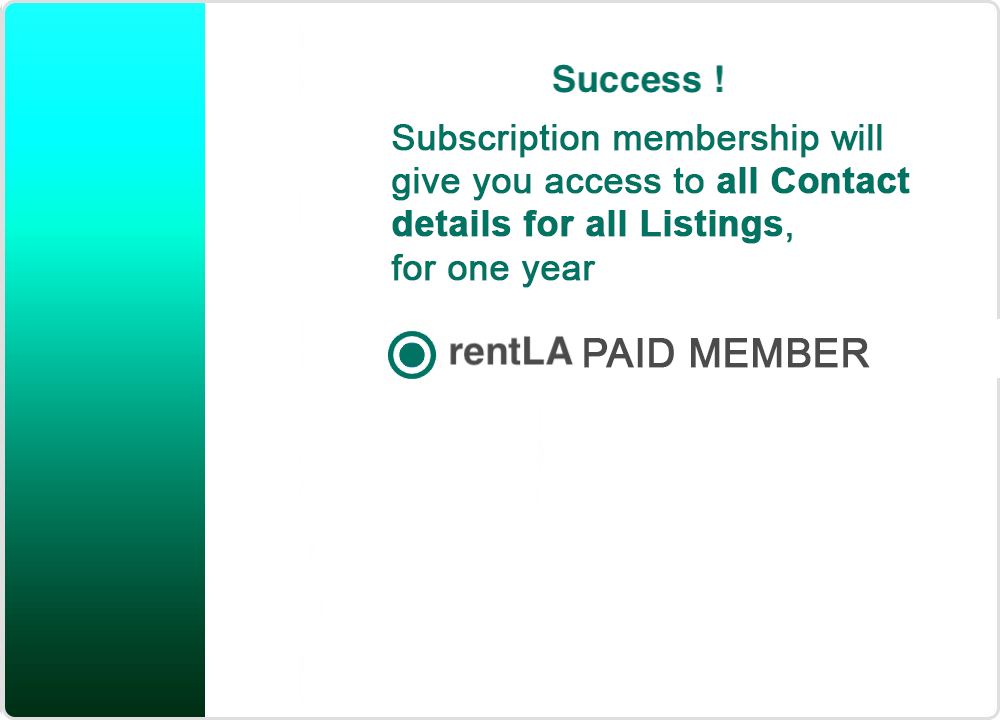 Success !
Subscription membership will
give you access to all Contact
details for all Listings,
for one year
rentLA PAID MEMBER